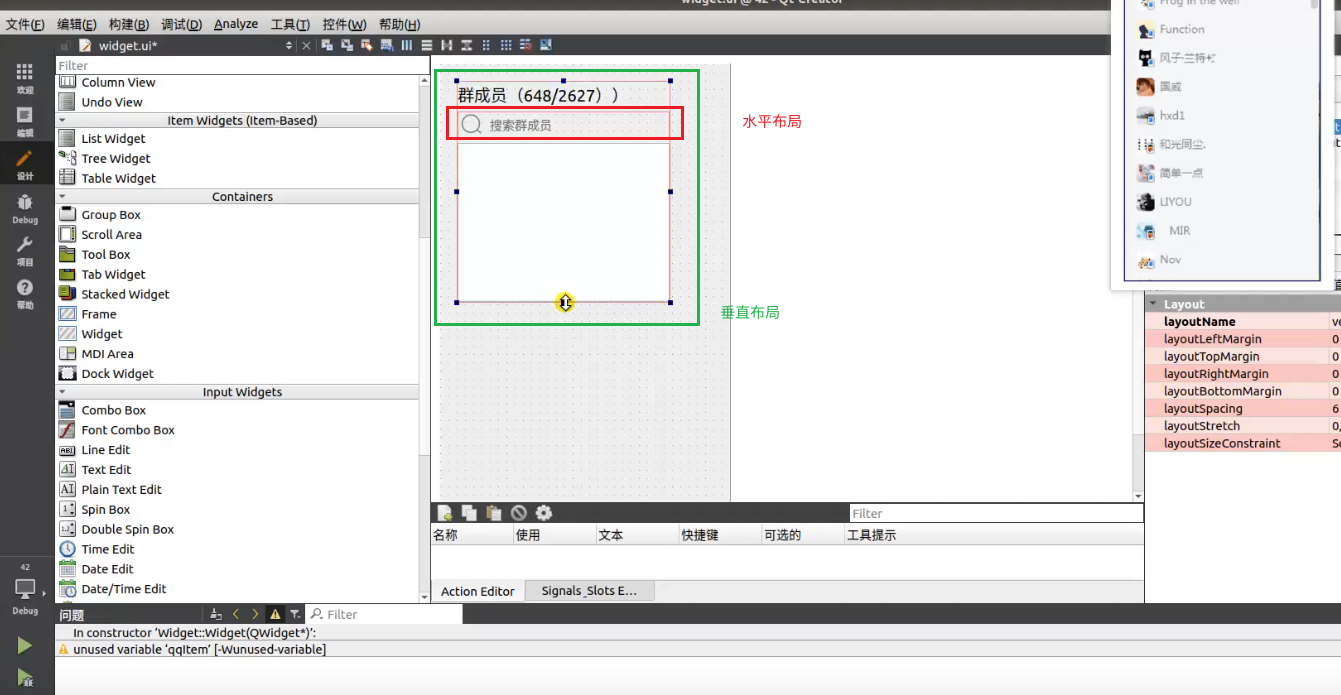 widget.ui @ 42 - Qt Creator
文件(F) 编辑(E) 构建(B) 调试(D) Analyze 工具(T) 控件(W) 帮助(H)
widget.ui*
Filter
欢迎
编辑
设计
Debug
项目
帮助
42
Debug
Column View
Undo View
Item Widgets (Item-Based)
List Widget
Tree Widget
Table Widget
Containers
Group Box
Scroll Area
Tool Box
Tab Widget
Stacked Widget
Frame
Widget
MDI Area
Dock Widget
Input Widgets
Combo Box
Font Combo Box
Line Edit
Text Edit
Plain Text Edit
Spin Box
Double Spin Box
Time Edit
Date Edit
Date/Time Edit
群成员（648/2627））
搜索群成员
水平布局
垂直布局
Frog in the well
Function
风子-兰特
国威
hxd1
和光同尘.
简单一点
LIYOU
MIR
Nov
Layout
layoutName
layoutLeftMargin 0
layoutTopMargin 0
layoutRightMargin 0
layoutBottomMargin 0
layoutSpacing 6
layoutStretch 0,
layoutSizeConstraint
Filter
名称 使用 文本 快捷键 可选的 工具提示
Action Editor Signals_Slots E...
问题 Filter
In constructor ‘Widget::Widget(QWidget*)’:
unused variable ‘qqItem’ [-Wunused-variable]